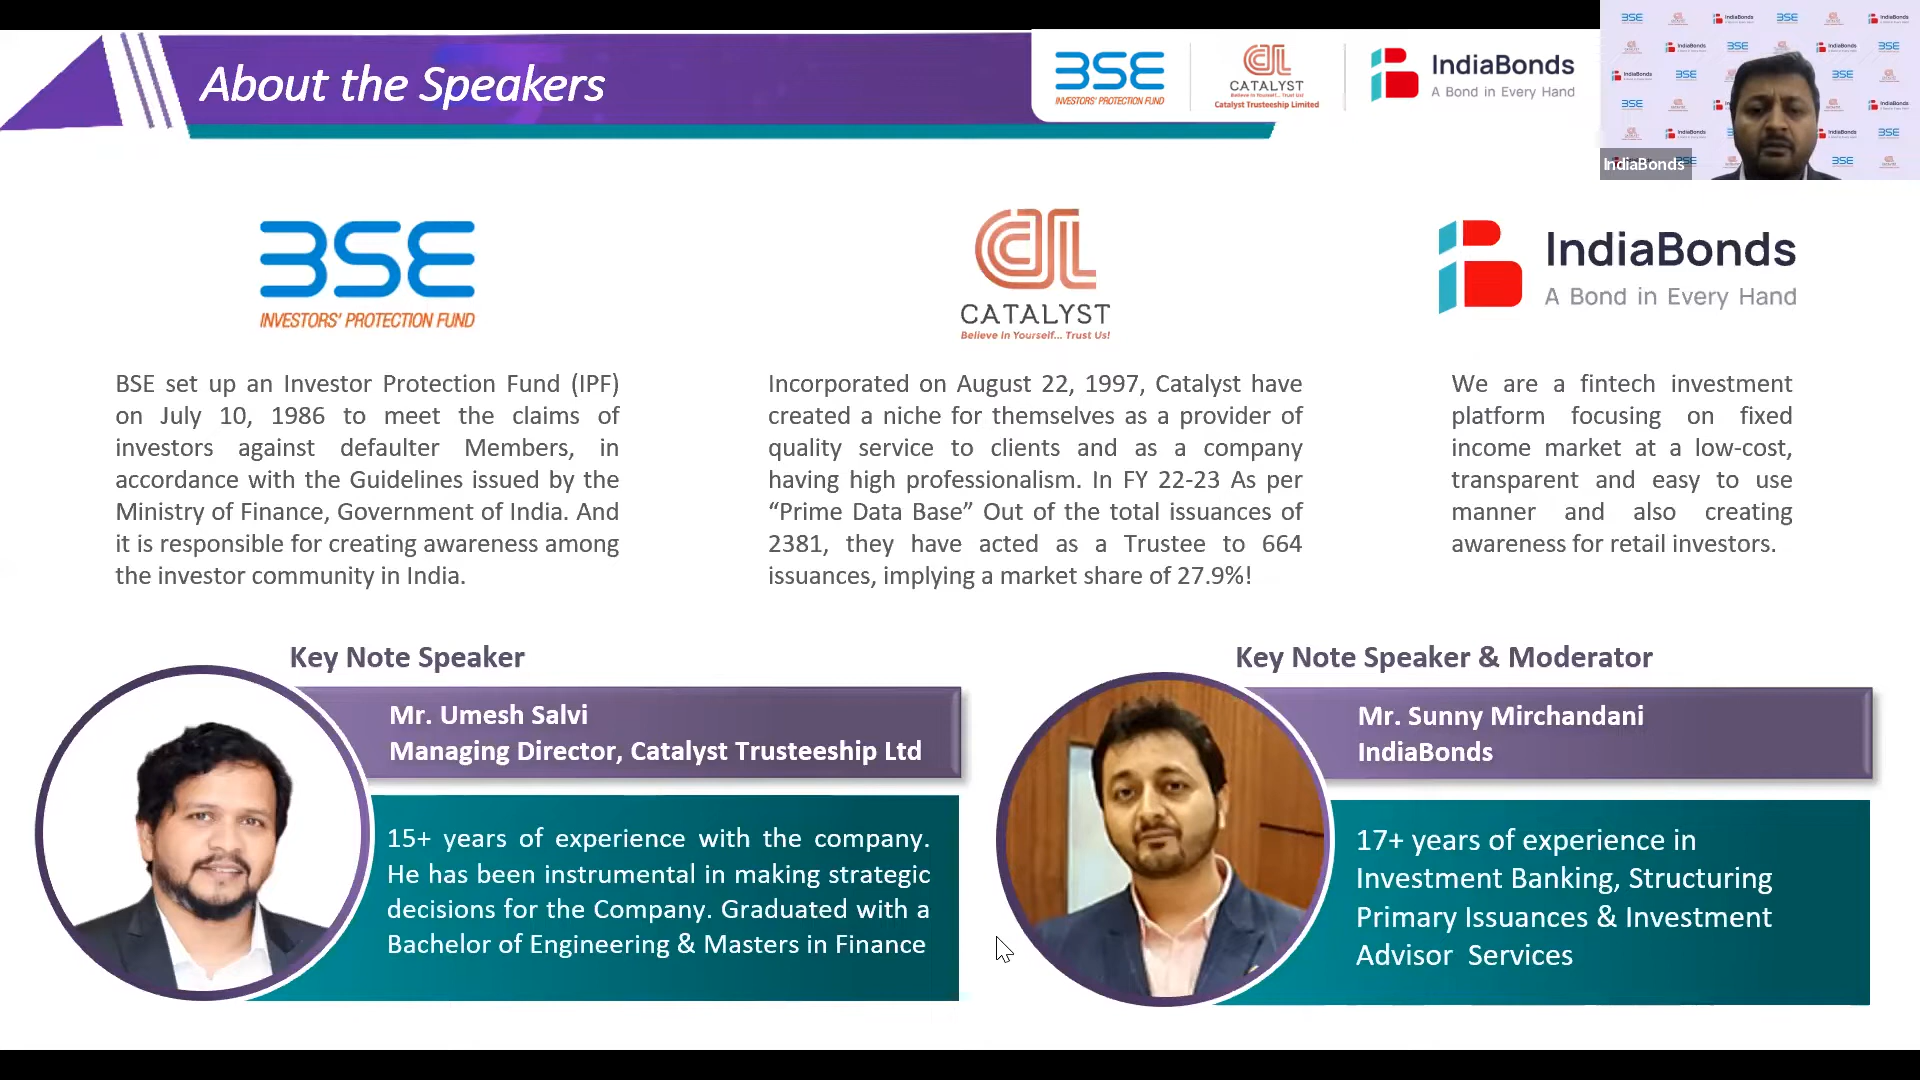 About the Speakers
BSE
INVESTORS' PROTECTION FUND
CATALYST
Believe in Yourself... Trust Us!
Catalyst Trusteeship Limited
IndiaBonds
A Bond in Every Hand
IndiaBonds
BSE
INVESTORS' PROTECTION FUND
CATALYST
Believe in Yourself... Trust Us!
IndiaBonds
A Bond in Every Hand
BSE set up an Investor Protection Fund (IPF)
on July 10, 1986 to meet the claims of
investors against defaulter Members, in
accordance with the Guidelines issued by the
Ministry of Finance, Government of India. And
it is responsible for creating awareness among
the investor community in India.
Incorporated on August 22, 1997, Catalyst have
created a niche for themselves as a provider of
quality service to clients and as a company
having high professionalism. In FY 22-23 As per
“Prime Data Base” Out of the total issuances of
2381, they have acted as a Trustee to 664
issuances, implying a market share of 27.9%!
We are a fintech investment
platform focusing on fixed
income market at a low-cost,
transparent and easy to use
manner and also creating
awareness for retail investors.
Key Note Speaker
Mr. Umesh Salvi
Managing Director, Catalyst Trusteeship Ltd
15+ years of experience with the company.
He has been instrumental in making strategic
decisions for the Company. Graduated with a
Bachelor of Engineering & Masters in Finance
Key Note Speaker & Moderator
Mr. Sunny Mirchandani
IndiaBonds
17+ years of experience in
Investment Banking, Structuring
Primary Issuances & Investment
Advisor Services